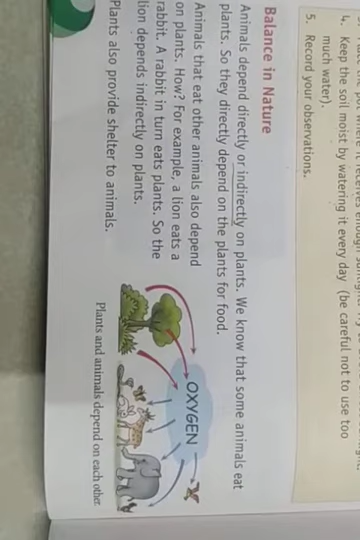 4. Keep the soil moist by watering it every day (be careful not to use too
much water).
5. Record your observations.
Balance in Nature
Animals depend directly or indirectly on plants. We know that some animals eat
plants. So they directly depend on the plants for food.
Animals that eat other animals also depend
on plants. How? For example, a lion eats a
rabbit. A rabbit in turn eats plants. So the
lion depends indirectly on plants.
Plants also provide shelter to animals.
OXYGEN
Plants and animals depend on each other.